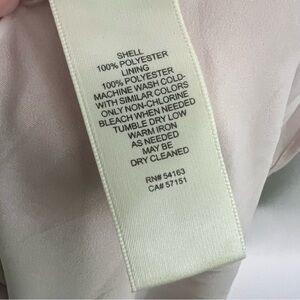 SHELL
100% POLYESTER
LINING
100% POLYESTER
MACHINE WASH COLD-
WITH SIMILAR COLORS
ONLY NON-CHLORINE
BLEACH WHEN NEEDED
TUMBLE DRY LOW
WARM IRON
AS NEEDED
MAY BE
DRY CLEANED
RN# 54163
CA# 57151